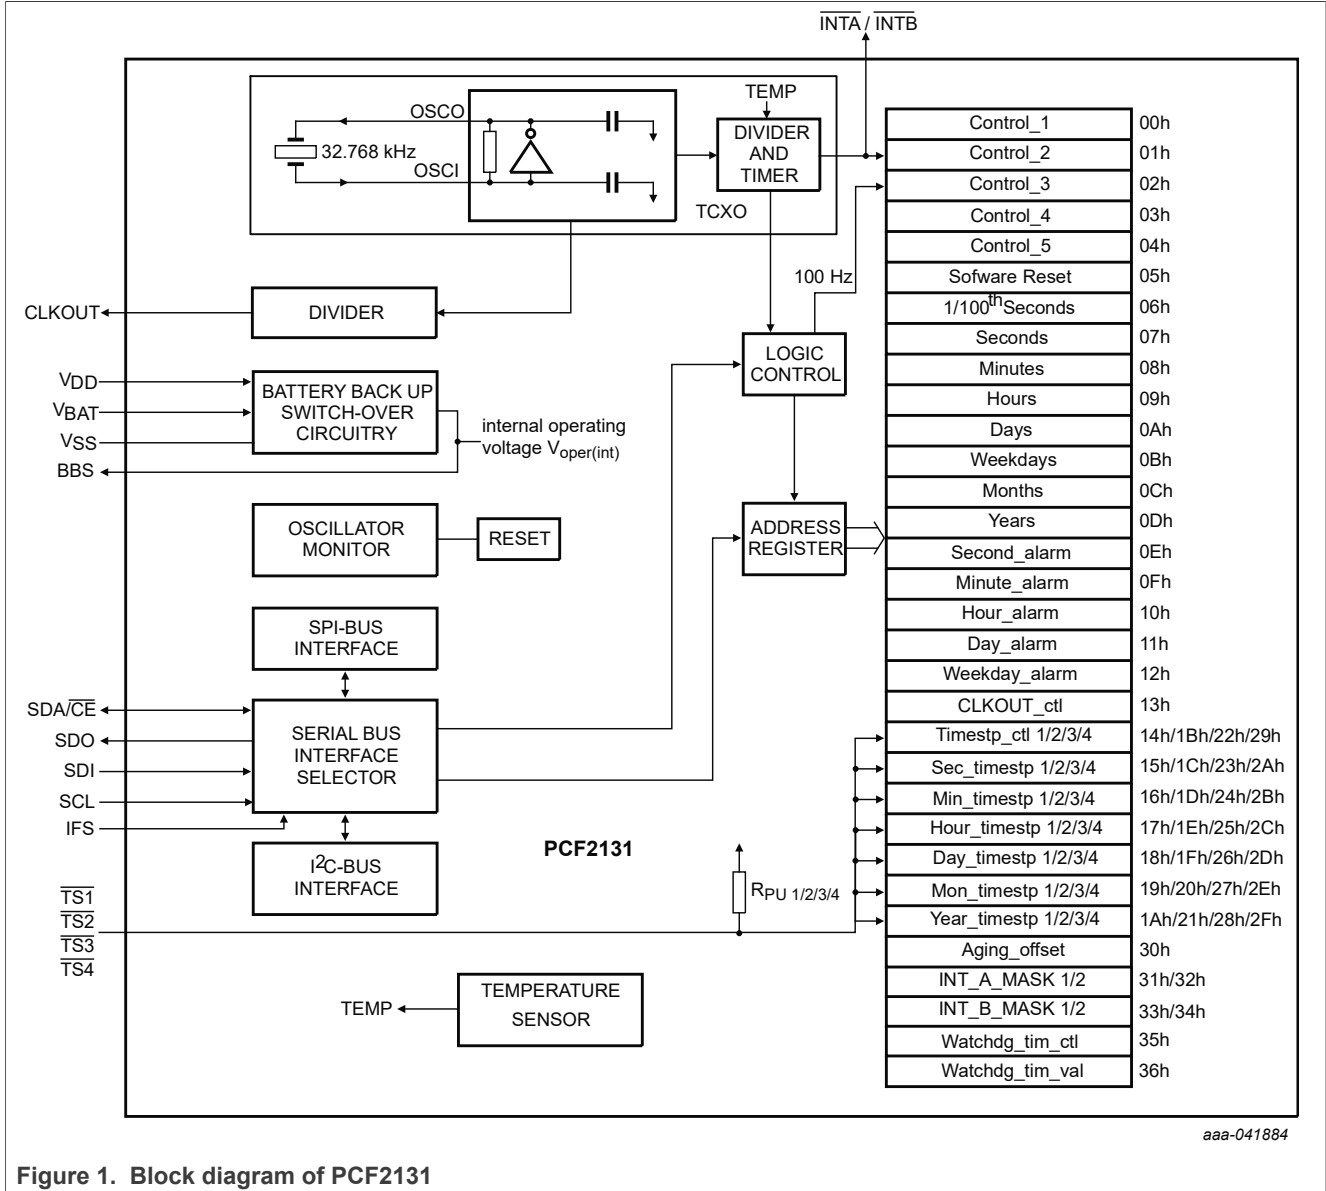 INTA / INTB
OSCO
OSCI
32.768 kHz
TEMP
DIVIDER
AND
TIMER
TCXO
100 Hz
CLKOUT
DIVIDER
VDD
VBAT
VSS
BBS
BATTERY BACK UP
SWITCH-OVER
CIRCUITRY
internal operating
voltage Voper(int)
LOGIC
CONTROL
OSCILLATOR
MONITOR
RESET
ADDRESS
REGISTER
SPI-BUS
INTERFACE
SDA/CE
SDO
SDI
SCL
IFS
SERIAL BUS
INTERFACE
SELECTOR
I2C-BUS
INTERFACE
PCF2131
RPU 1/2/3/4
TS1
TS2
TS3
TS4
TEMP
TEMPERATURE
SENSOR
Control_1 00h
Control_2 01h
Control_3 02h
Control_4 03h
Control_5 04h
Sofware Reset 05h
1/100th Seconds 06h
Seconds 07h
Minutes 08h
Hours 09h
Days 0Ah
Weekdays 0Bh
Months 0Ch
Years 0Dh
Second_alarm 0Eh
Minute_alarm 0Fh
Hour_alarm 10h
Day_alarm 11h
Weekday_alarm 12h
CLKOUT_ctl 13h
Timestp_ctl 1/2/3/4 14h/1Bh/22h/29h
Sec_timestp 1/2/3/4 15h/1Ch/23h/2Ah
Min_timestp 1/2/3/4 16h/1Dh/24h/2Bh
Hour_timestp 1/2/3/4 17h/1Eh/25h/2Ch
Day_timestp 1/2/3/4 18h/1Fh/26h/2Dh
Mon_timestp 1/2/3/4 19h/20h/27h/2Eh
Year_timestp 1/2/3/4 1Ah/21h/28h/2Fh
Aging_offset 30h
INT_A_MASK 1/2 31h/32h
INT_B_MASK 1/2 33h/34h
Watchdg_tim_ctl 35h
Watchdg_tim_val 36h
aaa-041884
Figure 1. Block diagram of PCF2131